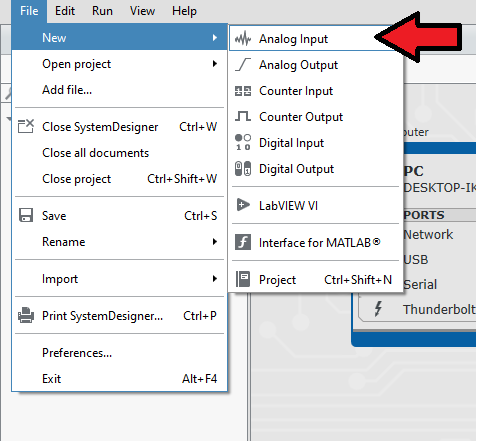 File Edit Run View Help
New
Open project
Add file...
Close SystemDesigner Ctrl+W
Close all documents
Close project Ctrl+Shift+W
Save Ctrl+S
Rename
Import
Print SystemDesigner... Ctrl+P
Preferences...
Exit Alt+F4
Analog Input
Analog Output
Counter Input
Counter Output
Digital Input
Digital Output
LabVIEW VI
Interface for MATLAB®
Project Ctrl+Shift+N
PC
DESKTOP-IK
PORTS
Network
USB
Serial
Thunderbolt